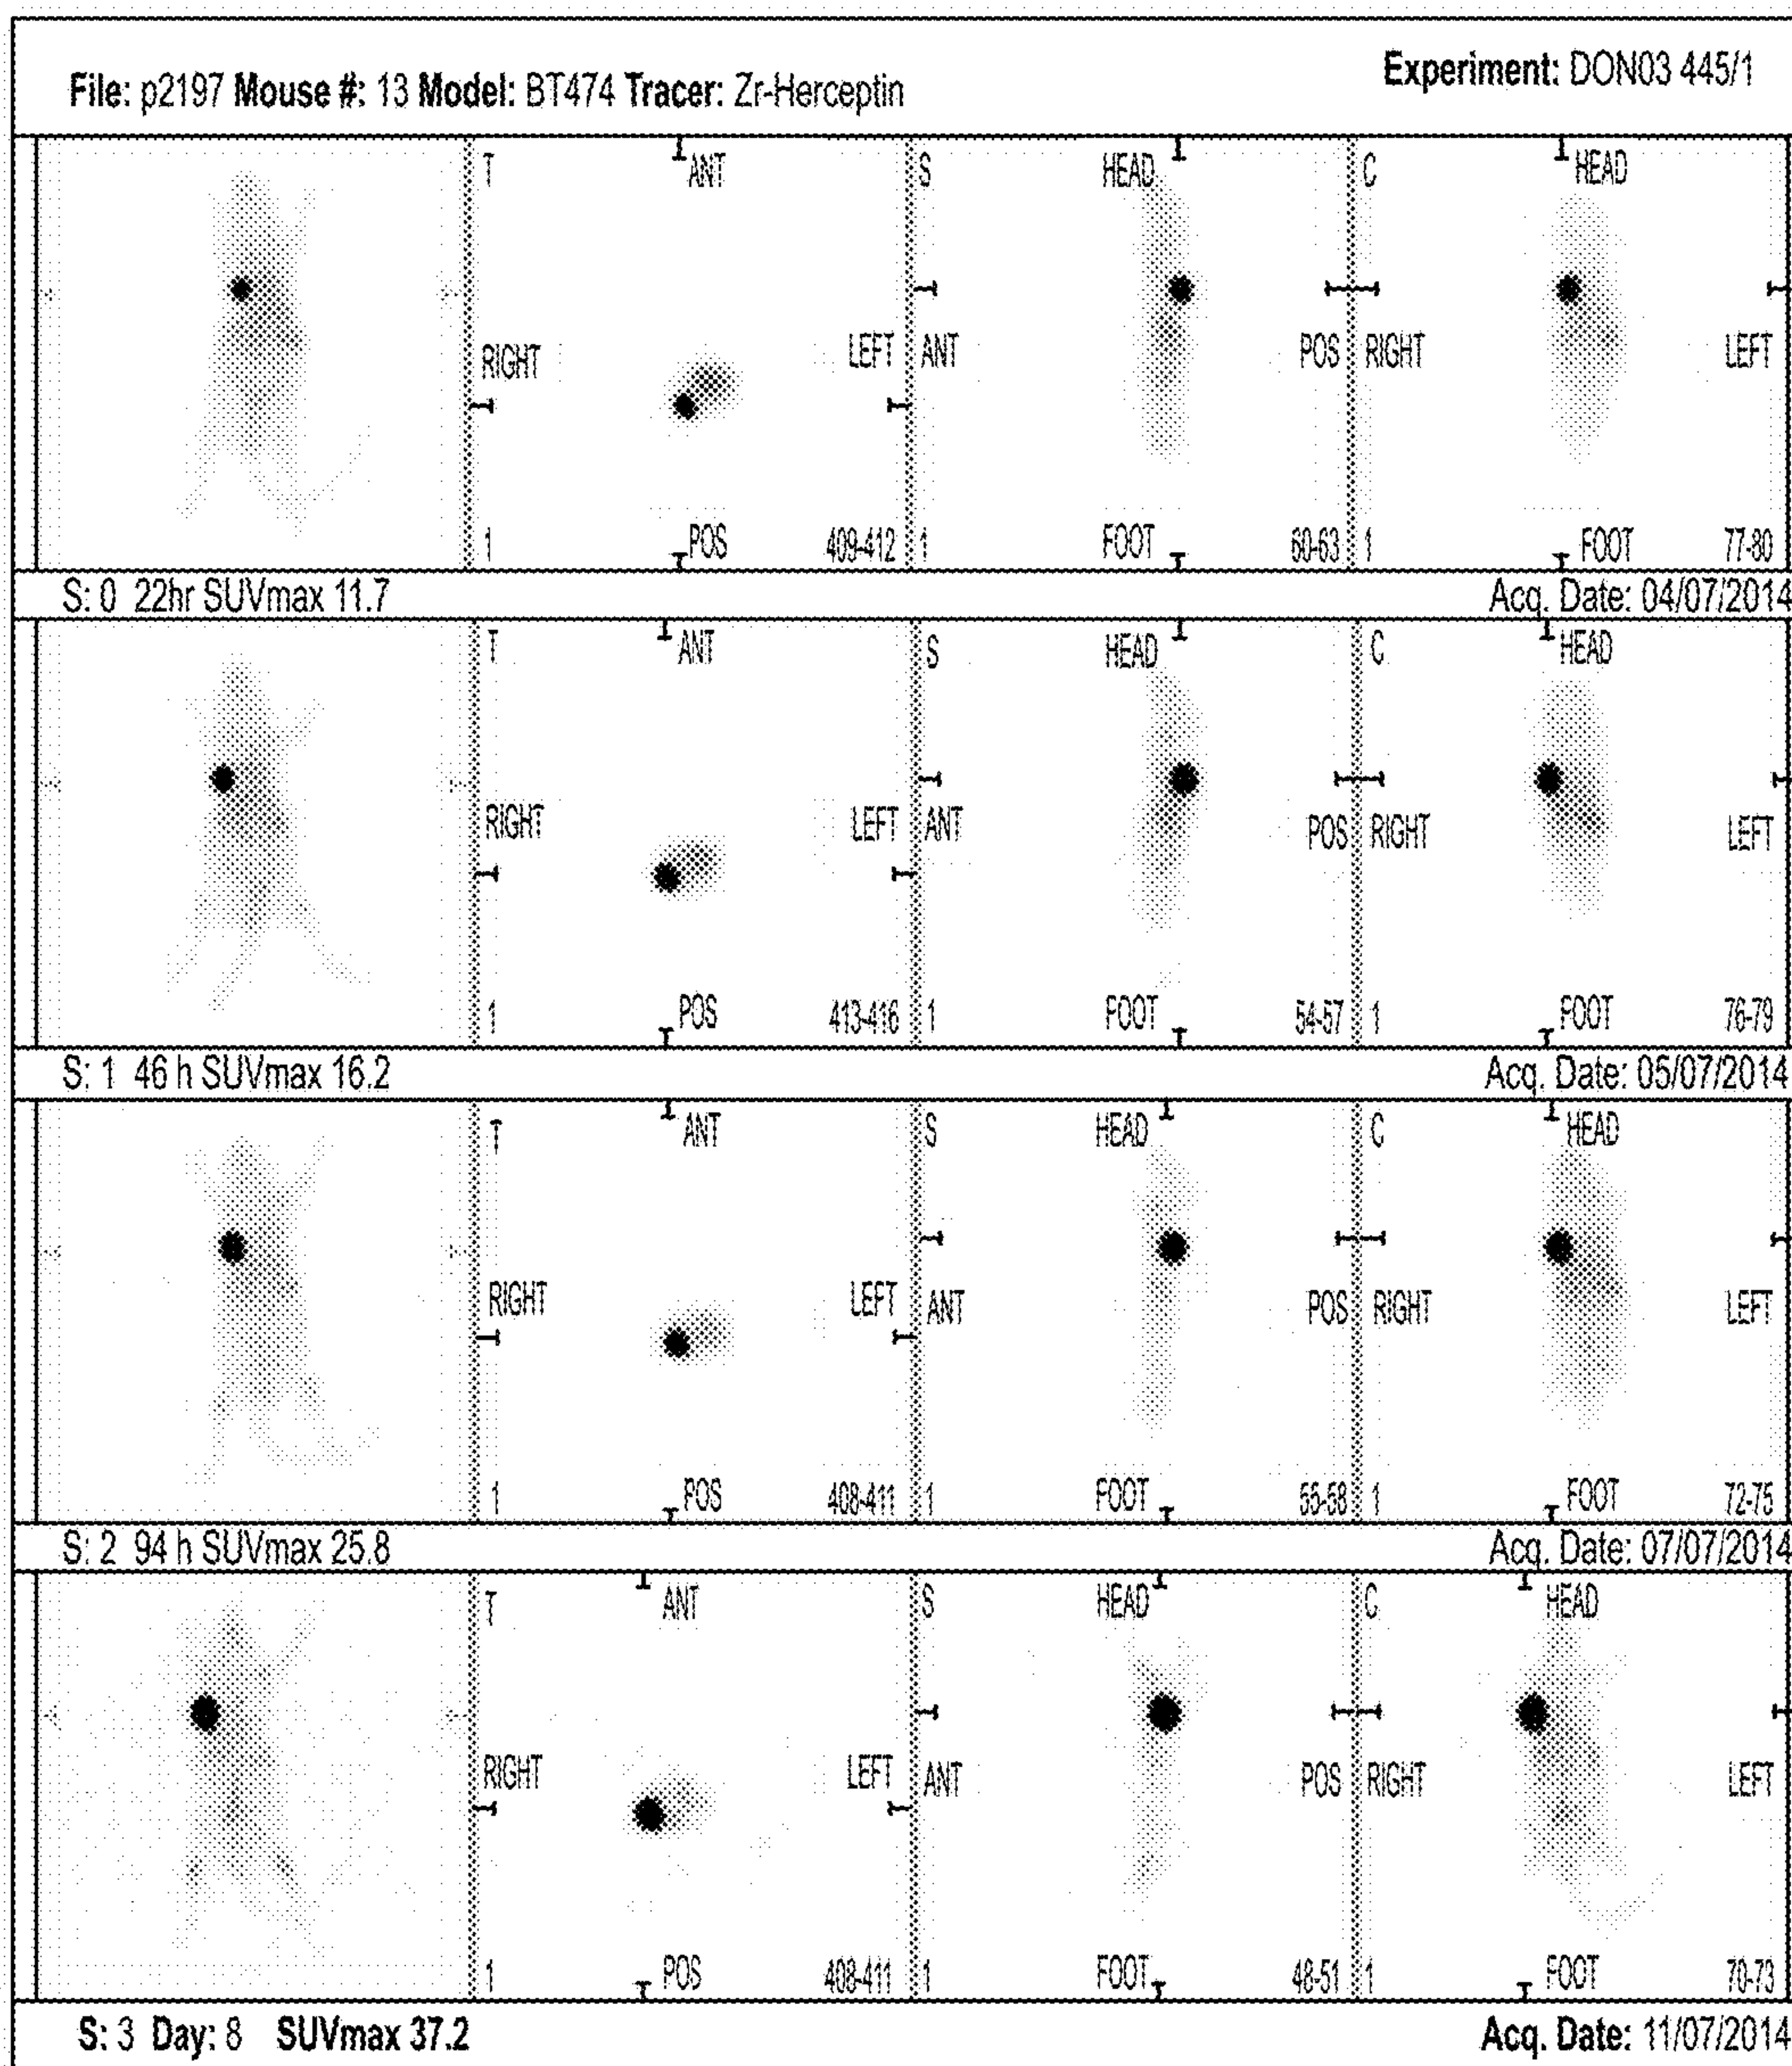 File: p2197 Mouse #: 13 Model: BT474 Tracer: Zr-Herceptin
Experiment: DON03 445/1
T ANT S HEAD C HEAD
RIGHT LEFT ANT POS RIGHT LEFT
1 POS 409-412 1 FOOT 60-63 1 FOOT 77-80
S: 0 22hr SUVmax 11.7 Acq. Date: 04/07/2014
T ANT S HEAD C HEAD
RIGHT LEFT ANT POS RIGHT LEFT
1 POS 413-416 1 FOOT 54-57 1 FOOT 76-79
S: 1 46 h SUVmax 16.2 Acq. Date: 05/07/2014
T ANT S HEAD C HEAD
RIGHT LEFT ANT POS RIGHT LEFT
1 POS 408-411 1 FOOT 55-58 1 FOOT 72-75
S: 2 94 h SUVmax 25.8 Acq. Date: 07/07/2014
T ANT S HEAD C HEAD
RIGHT LEFT ANT POS RIGHT LEFT
1 POS 408-411 1 FOOT 48-51 1 FOOT 70-73
S: 3 Day: 8 SUVmax 37.2 Acq. Date: 11/07/2014